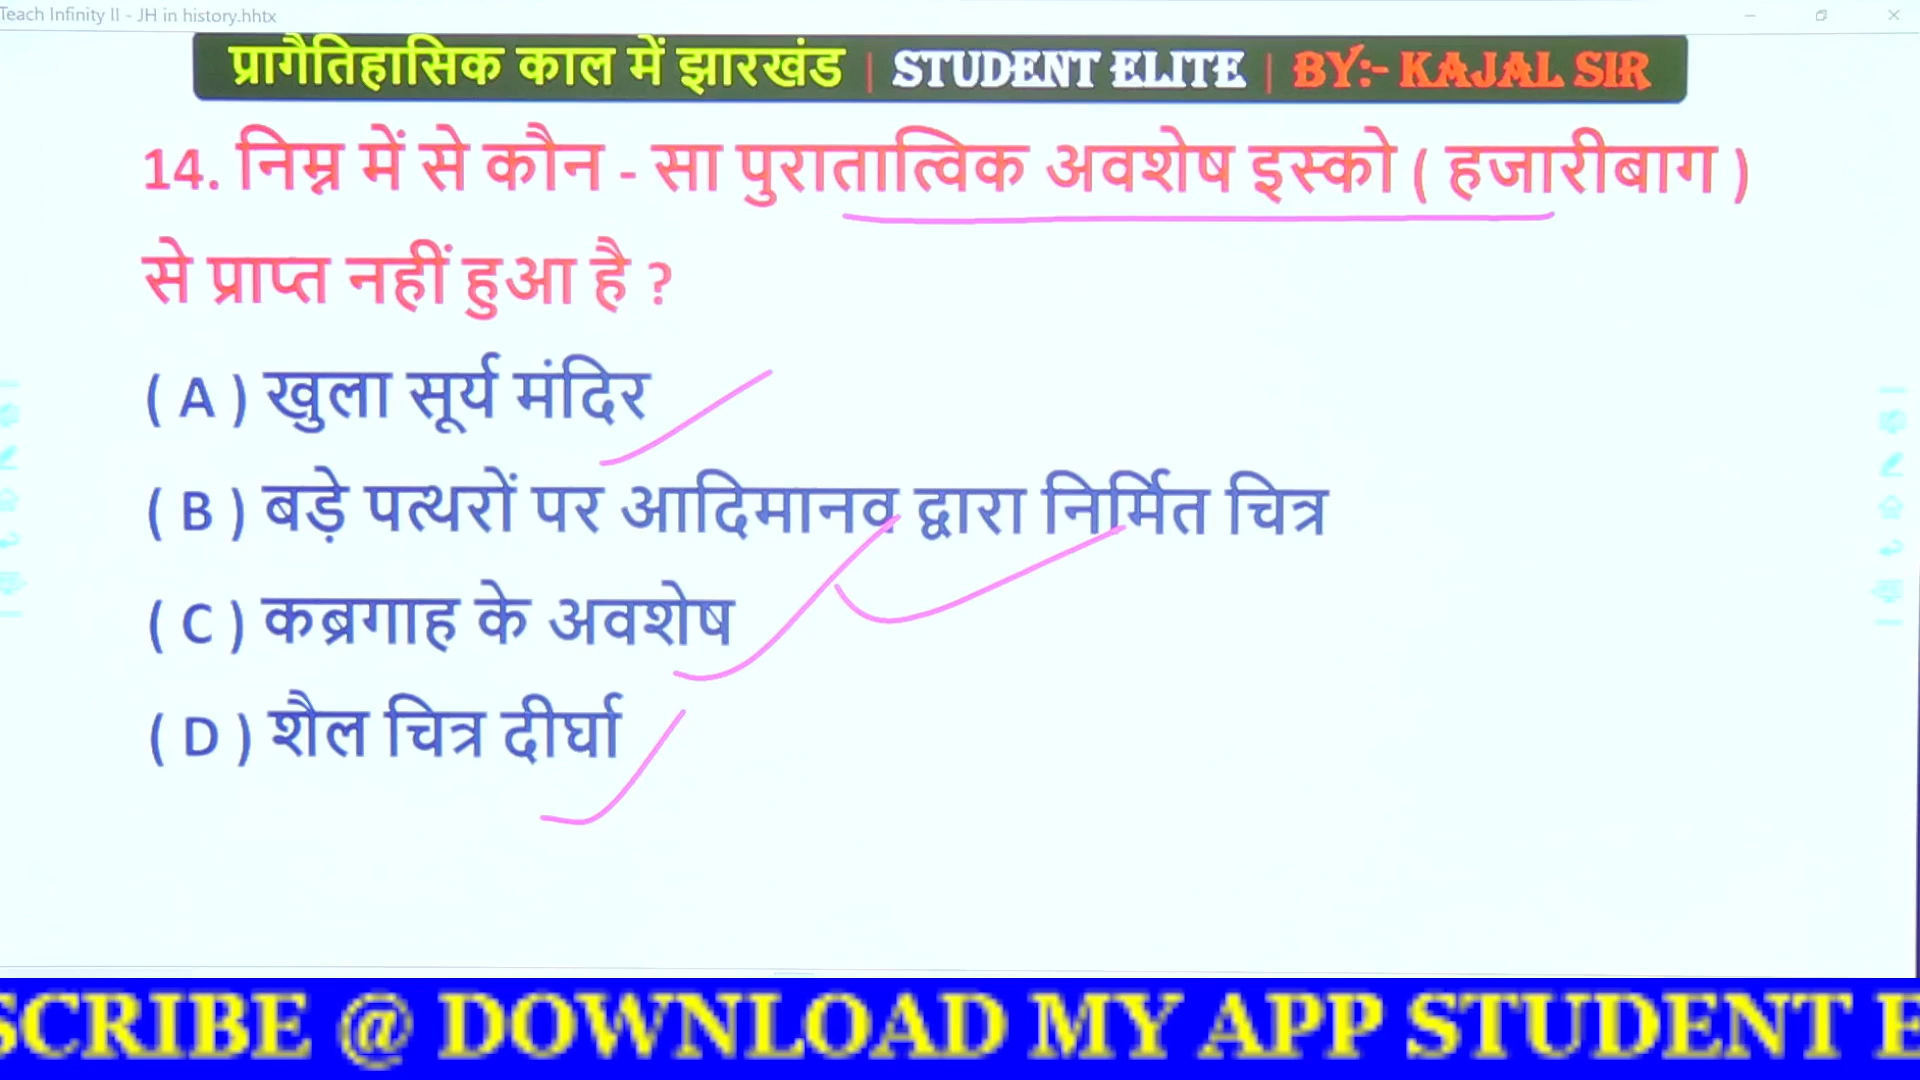 Teach Infinity II - JH in history.hhtx
प्रागैतिहासिक काल में झारखंड | STUDENT ELITE | BY:- KAJAL SIR
14. निम्न में से कौन - सा पुरातात्विक अवशेष इस्को ( हजारीबाग )
से प्राप्त नहीं हुआ है ?
( A ) खुला सूर्य मंदिर
( B ) बड़े पत्थरों पर आदिमानव द्वारा निर्मित चित्र
( C ) कब्रगाह के अवशेष
( D ) शैल चित्र दीर्घा
SCRIBE @ DOWNLOAD MY APP STUDENT E